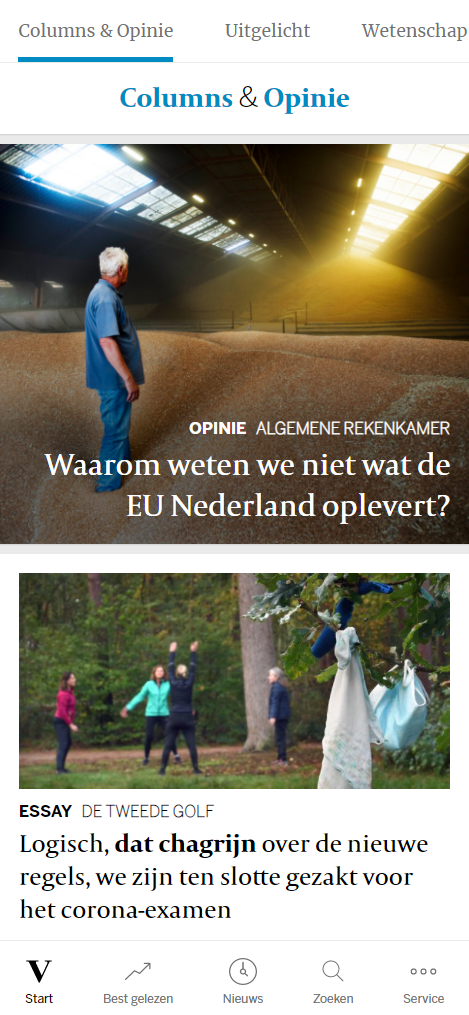 Columns & Opinie Uitgelicht Wetenschap
Columns & Opinie
OPINIE ALGEMENE REKENKAMER
Waarom weten we niet wat de
EU Nederland oplevert?
ESSAY DE TWEEDE GOLF
Logisch, dat chagrijn over de nieuwe
regels, we zijn ten slotte gezakt voor
het corona-examen
V
Start Best gelezen Nieuws Zoeken Service